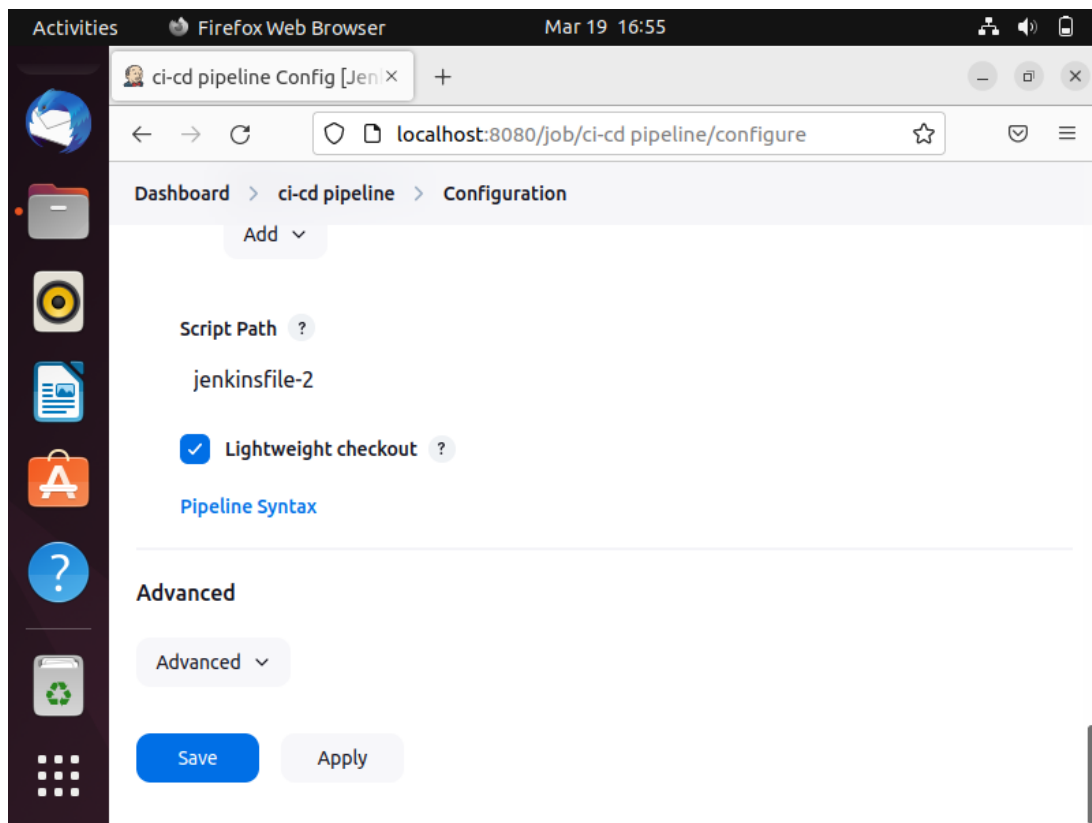 Activities Firefox Web Browser Mar 19 16:55
ci-cd pipeline Config [Jen
localhost:8080/job/ci-cd pipeline/configure
Dashboard > ci-cd pipeline > Configuration
Add
Script Path ?
jenkinsfile-2
Lightweight checkout ?
Pipeline Syntax
Advanced
Advanced
Save Apply